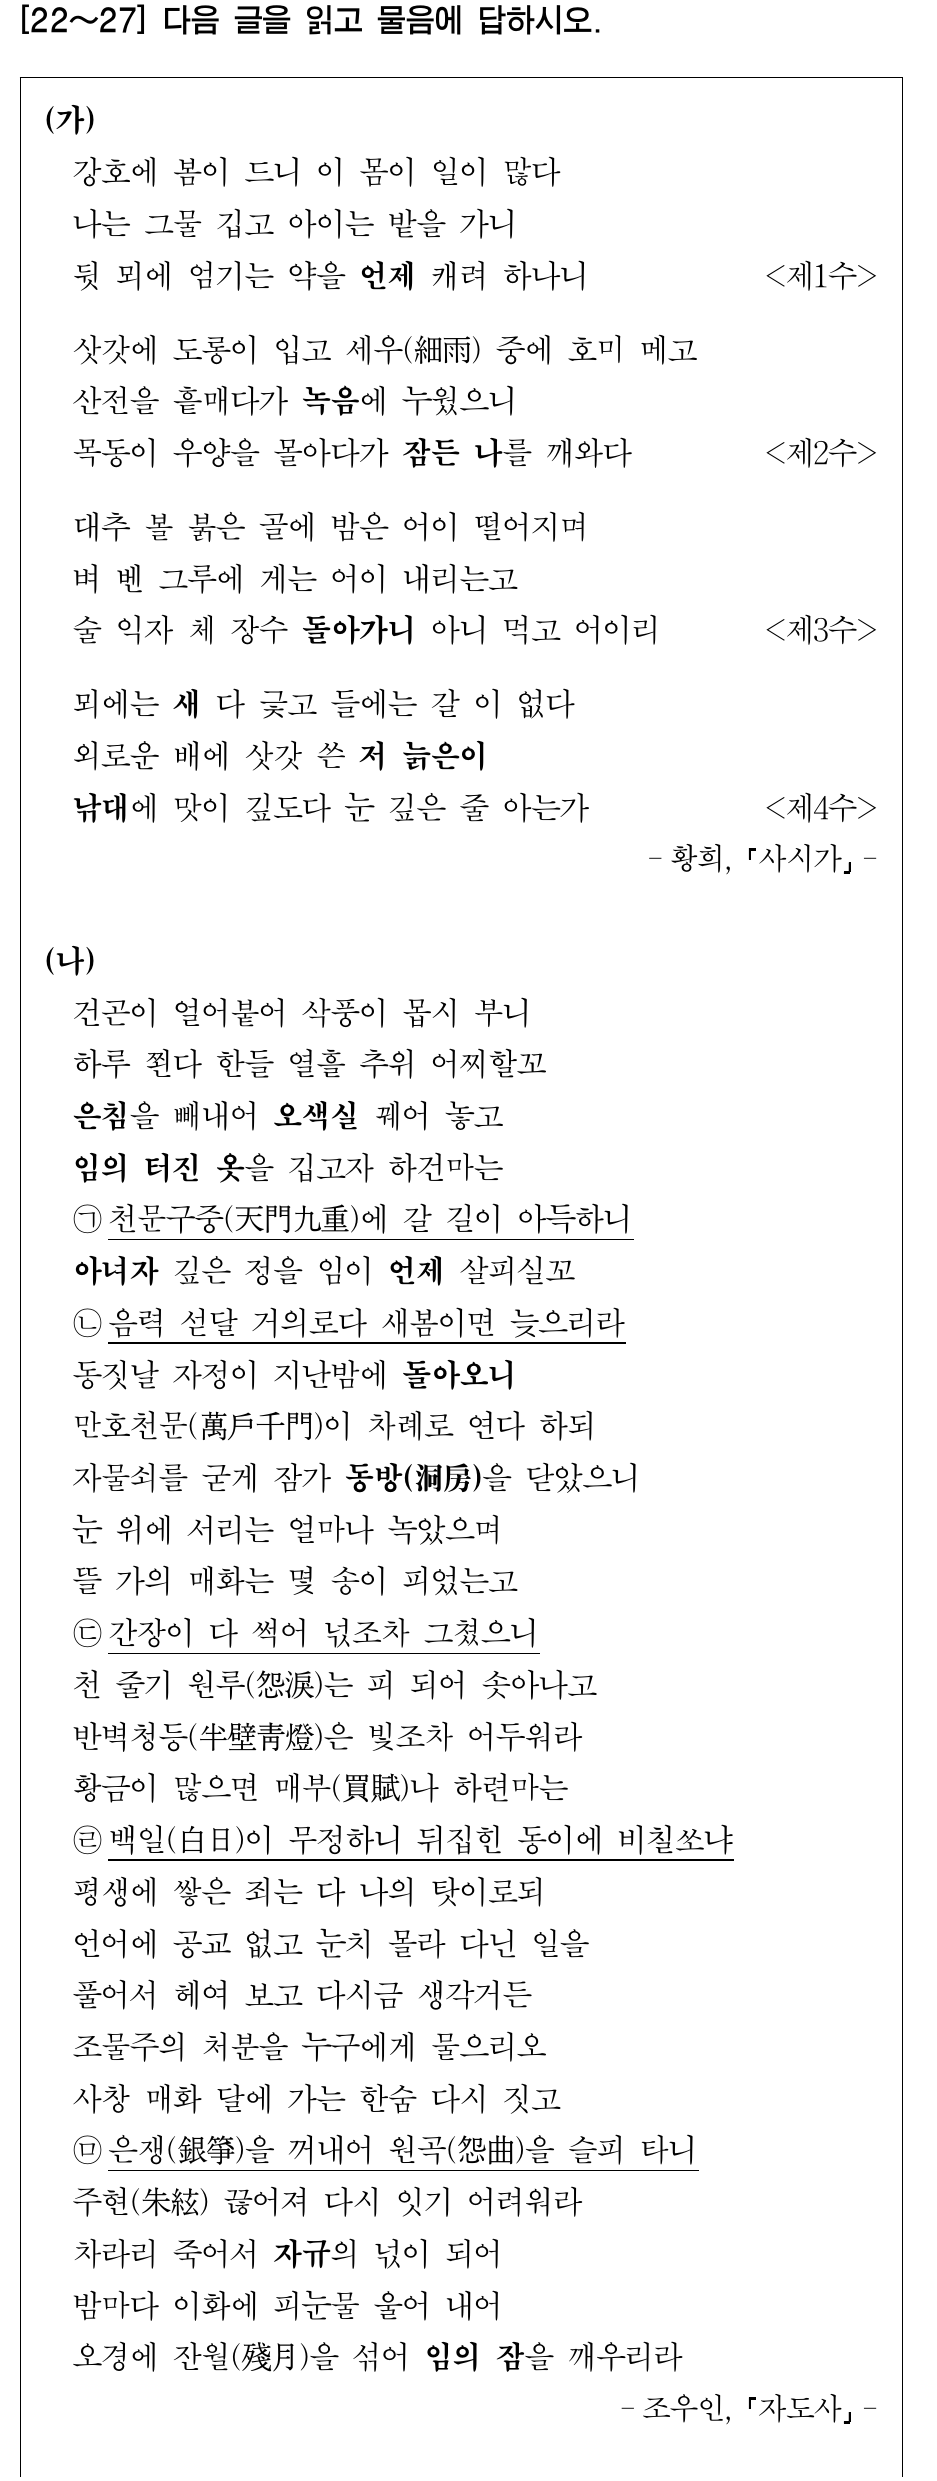 [22～27] 다음 글을 읽고 물음에 답하시오.
(가)
강호에 봄이 드니 이 몸이 일이 많다
나는 그물 깁고 아이는 밭을 가니
뒷 뫼에 엄기는 약을 언제 캐려 하나니 <제1수>
삿갓에 도롱이 입고 세우(細雨) 중에 호미 메고
산전을 흩매다가 녹음에 누웠으니
목동이 우양을 몰아다가 잠든 나를 깨와다 <제2수>
대추 볼 붉은 골에 밤은 어이 떨어지며
벼 벤 그루에 게는 어이 내리는고
술 익자 체 장수 돌아가니 아니 먹고 어이리 <제3수>
뫼에는 새 다 긏고 들에는 갈 이 없다
외로운 배에 삿갓 쓴 저 늙은이
낚대에 맛이 깊도다 눈 깊은 줄 아는가 <제4수>
- 황희, ｢사시가｣ -
(나)
건곤이 얼어붙어 삭풍이 몹시 부니
하루 쬔다 한들 열흘 추위 어찌할꼬
은침을 빼내어 오색실 꿰어 놓고
임의 터진 옷을 깁고자 하건마는
㉠천문구중(天門九重)에 갈 길이 아득하니
아녀자 깊은 정을 임이 언제 살피실꼬
㉡음력 섣달 거의로다 새봄이면 늦으리라
동짓날 자정이 지난밤에 돌아오니
만호천문(萬戶千門)이 차례로 연다 하되
자물쇠를 굳게 잠가 동방(洞房)을 닫았으니
눈 위에 서리는 얼마나 녹았으며
뜰 가의 매화는 몇 송이 피었는고
㉢간장이 다 썩어 넋조차 그쳤으니
천 줄기 원루(怨淚)는 피 되어 솟아나고
반벽청등(半壁靑燈)은 빛조차 어두워라
황금이 많으면 매부(買賦)나 하련마는
㉣백일(白日)이 무정하니 뒤집힌 동이에 비칠쏘냐
평생에 쌓은 죄는 다 나의 탓이로되
언어에 공교 없고 눈치 몰라 다닌 일을
풀어서 헤여 보고 다시금 생각거든
조물주의 처분을 누구에게 물으리오
사창 매화 달에 가는 한숨 다시 짓고
㉤은쟁(銀箏)을 꺼내어 원곡(怨曲)을 슬피 타니
주현(朱絃) 끊어져 다시 잇기 어려워라
차라리 죽어서 자규의 넋이 되어
밤마다 이화에 피눈물 울어 내어
오경에 잔월(殘月)을 섞어 임의 잠을 깨우리라
- 조우인, ｢자도사｣ -